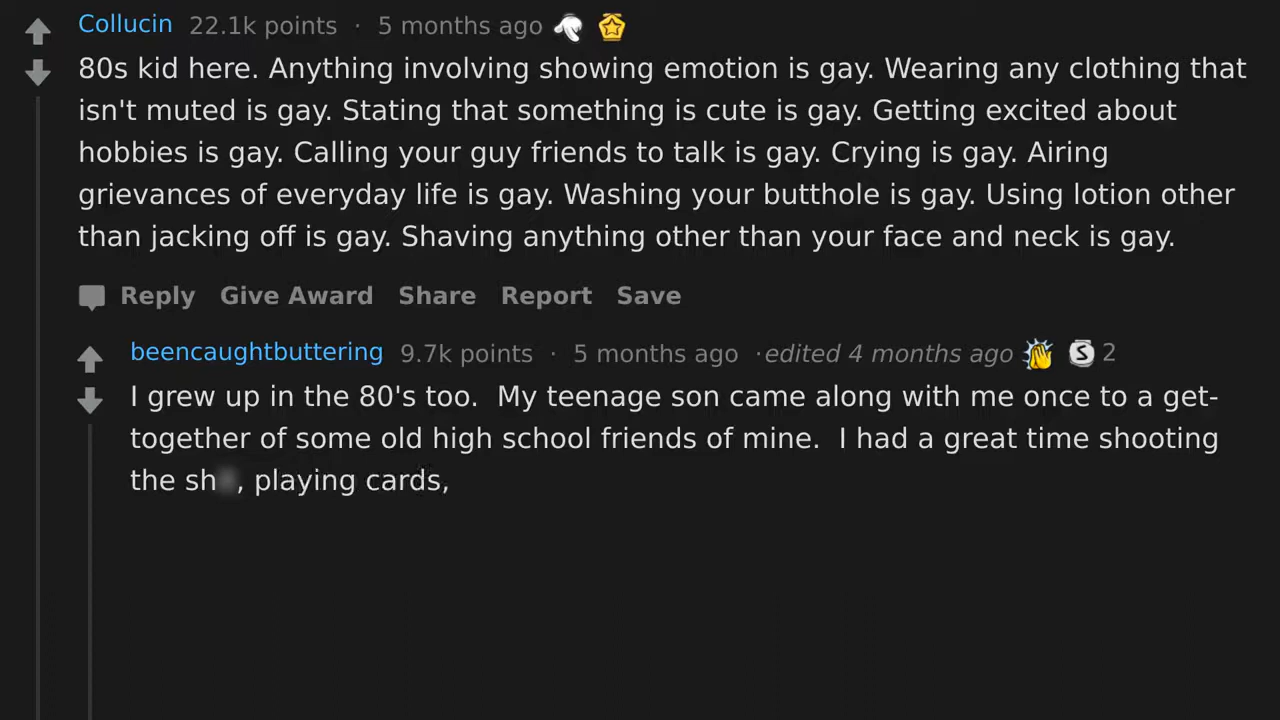 Collucin 22.1k points · 5 months ago
80s kid here. Anything involving showing emotion is gay. Wearing any clothing that
isn't muted is gay. Stating that something is cute is gay. Getting excited about
hobbies is gay. Calling your guy friends to talk is gay. Crying is gay. Airing
grievances of everyday life is gay. Washing your butthole is gay. Using lotion other
than jacking off is gay. Shaving anything other than your face and neck is gay.
Reply Give Award Share Report Save
beencaughtbuttering 9.7k points · 5 months ago ·edited 4 months ago 2
I grew up in the 80's too. My teenage son came along with me once to a get-
together of some old high school friends of mine. I had a great time shooting
the sh, playing cards,